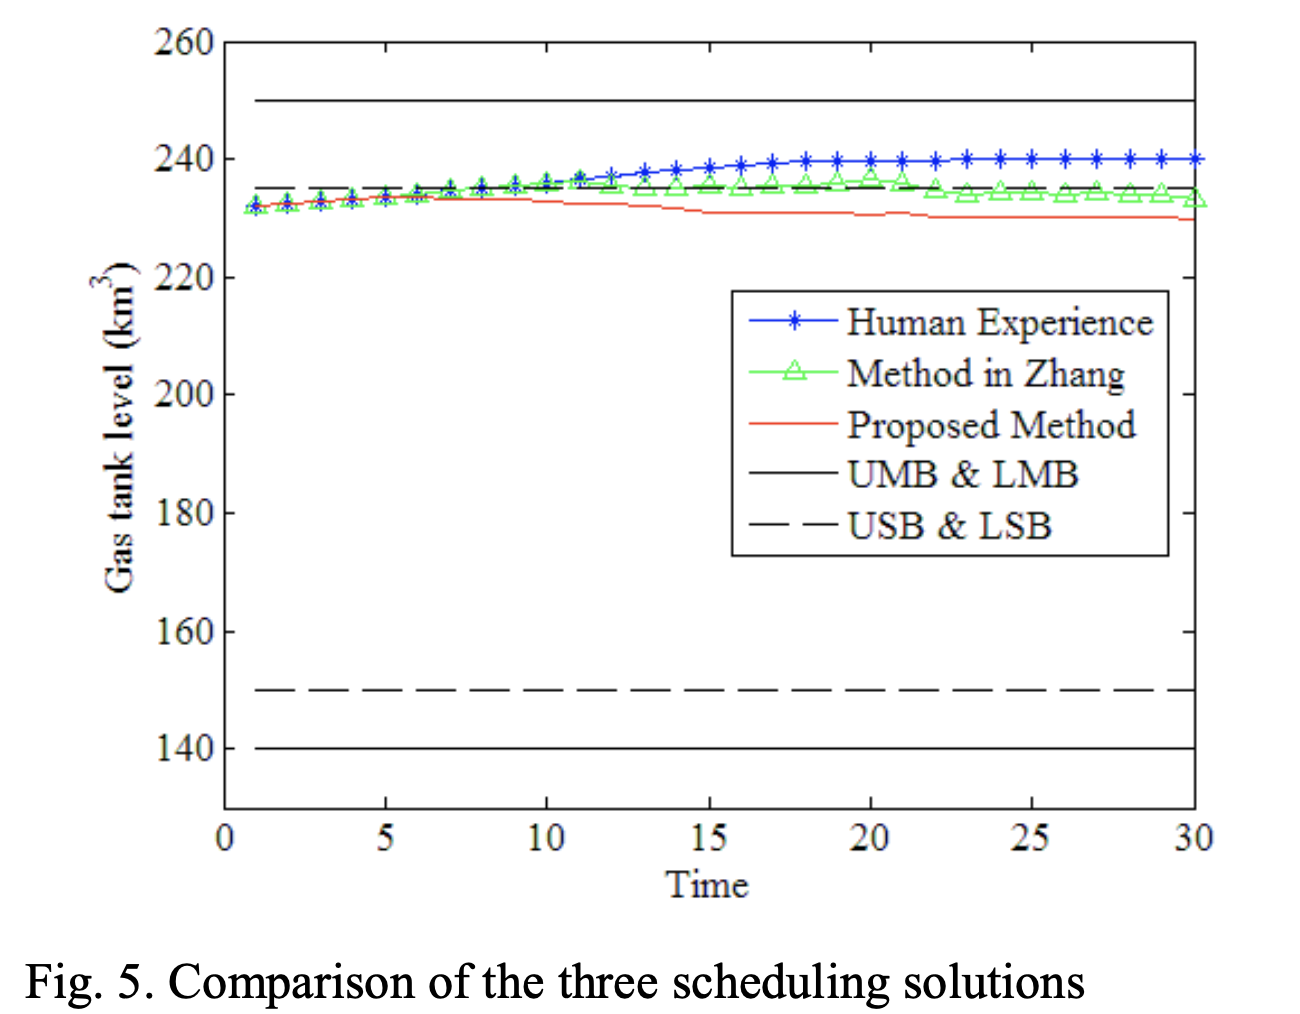 260
240
220
200
180
160
140
Gas tank level (km³)
Human Experience
Method in Zhang
Proposed Method
UMB & LMB
USB & LSB
0 5 10 15 20 25 30
Time
Fig. 5. Comparison of the three scheduling solutions